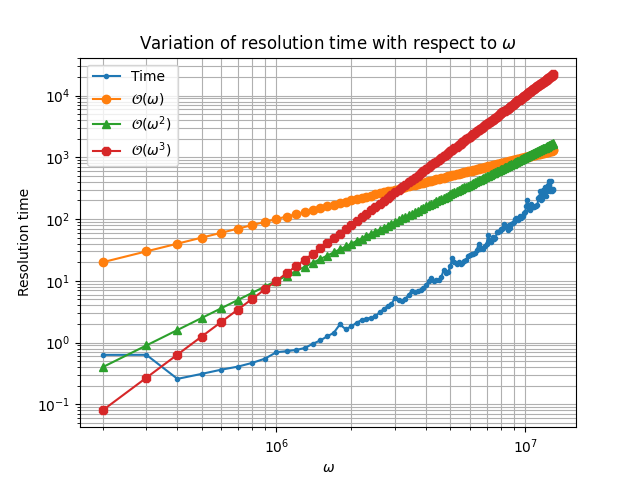 Variation of resolution time with respect to ω
Time
𝒪(ω)
𝒪(ω²)
𝒪(ω³)
Resolution time
10⁴
10³
10²
10¹
10⁰
10⁻¹
10⁶ 10⁷
ω